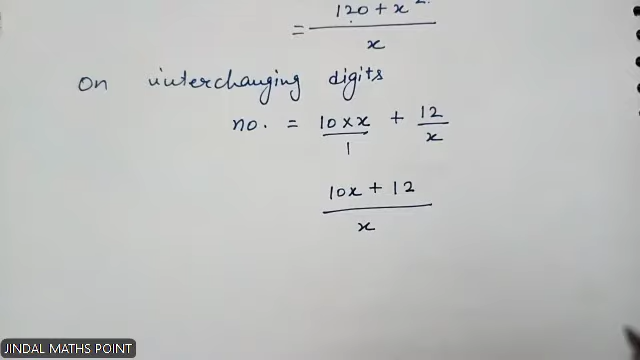 = 120 + x² / x
On interchanging digits
no. = 10 × x / 1 + 12 / x
10x + 12 / x
JINDAL MATHS POINT